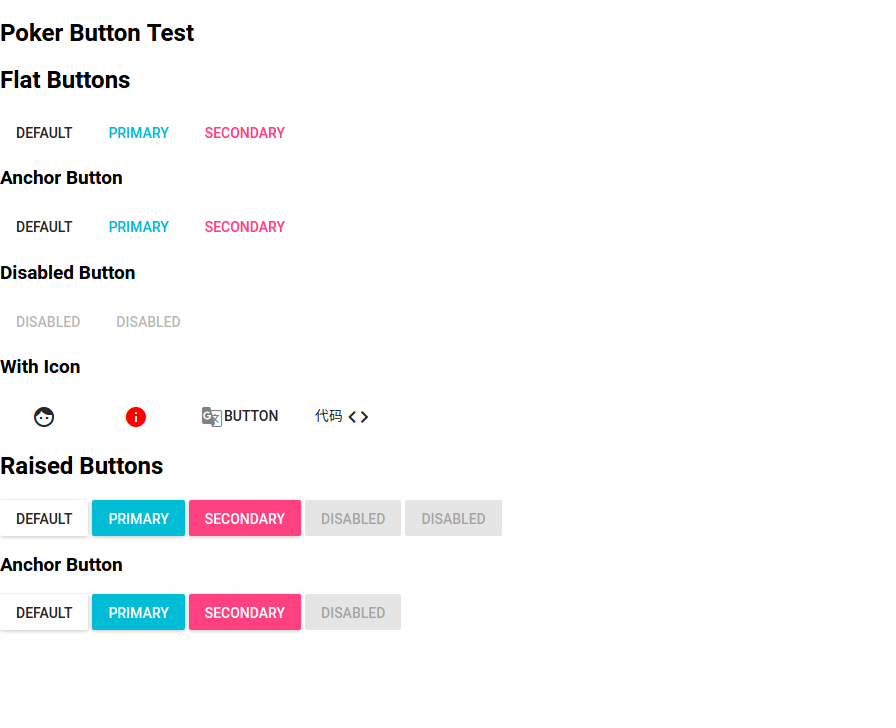 Poker Button Test
Flat Buttons
DEFAULT PRIMARY SECONDARY
Anchor Button
DEFAULT PRIMARY SECONDARY
Disabled Button
DISABLED DISABLED
With Icon
BUTTON 代码
Raised Buttons
DEFAULT PRIMARY SECONDARY DISABLED DISABLED
Anchor Button
DEFAULT PRIMARY SECONDARY DISABLED